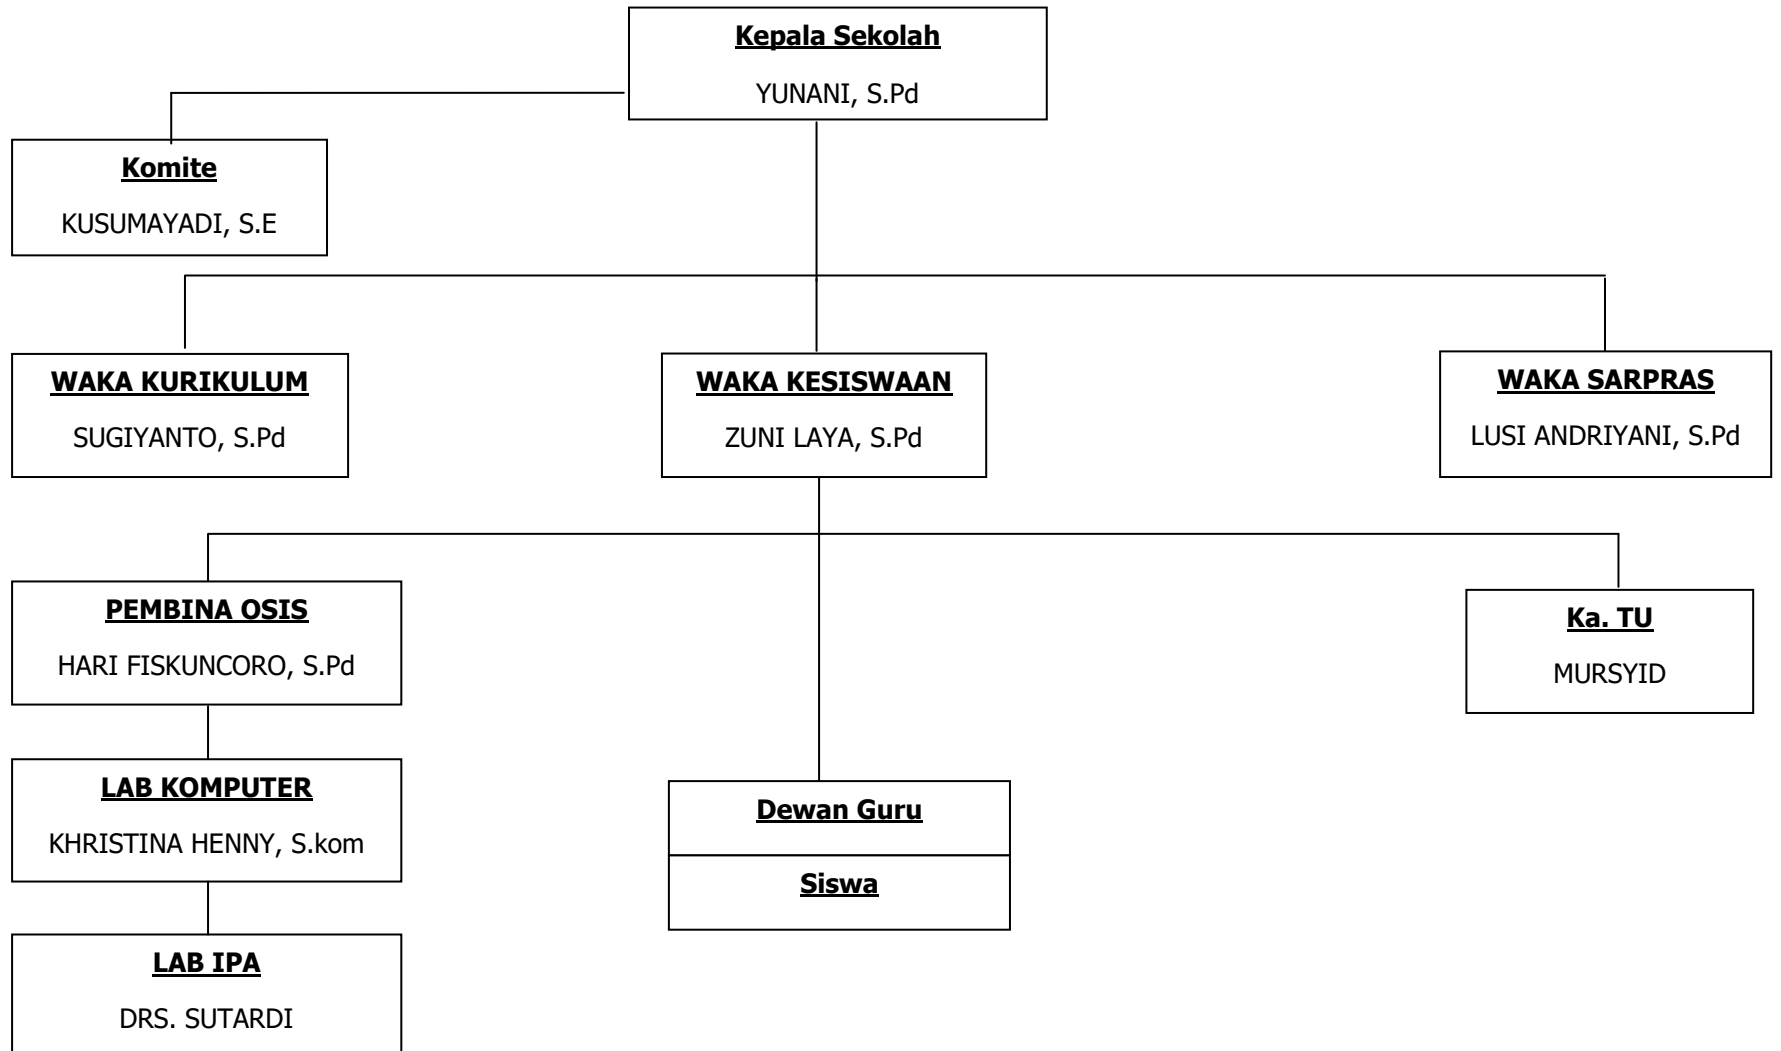 Kepala Sekolah
YUNANI, S.Pd
Komite
KUSUMAYADI, S.E
WAKA KURIKULUM
SUGIYANTO, S.Pd
WAKA KESISWAAN
ZUNI LAYA, S.Pd
WAKA SARPRAS
LUSI ANDRIYANI, S.Pd
PEMBINA OSIS
HARI FISKUNCORO, S.Pd
Ka. TU
MURSYID
LAB KOMPUTER
KHRISTINA HENNY, S.kom
Dewan Guru
Siswa
LAB IPA
DRS. SUTARDI